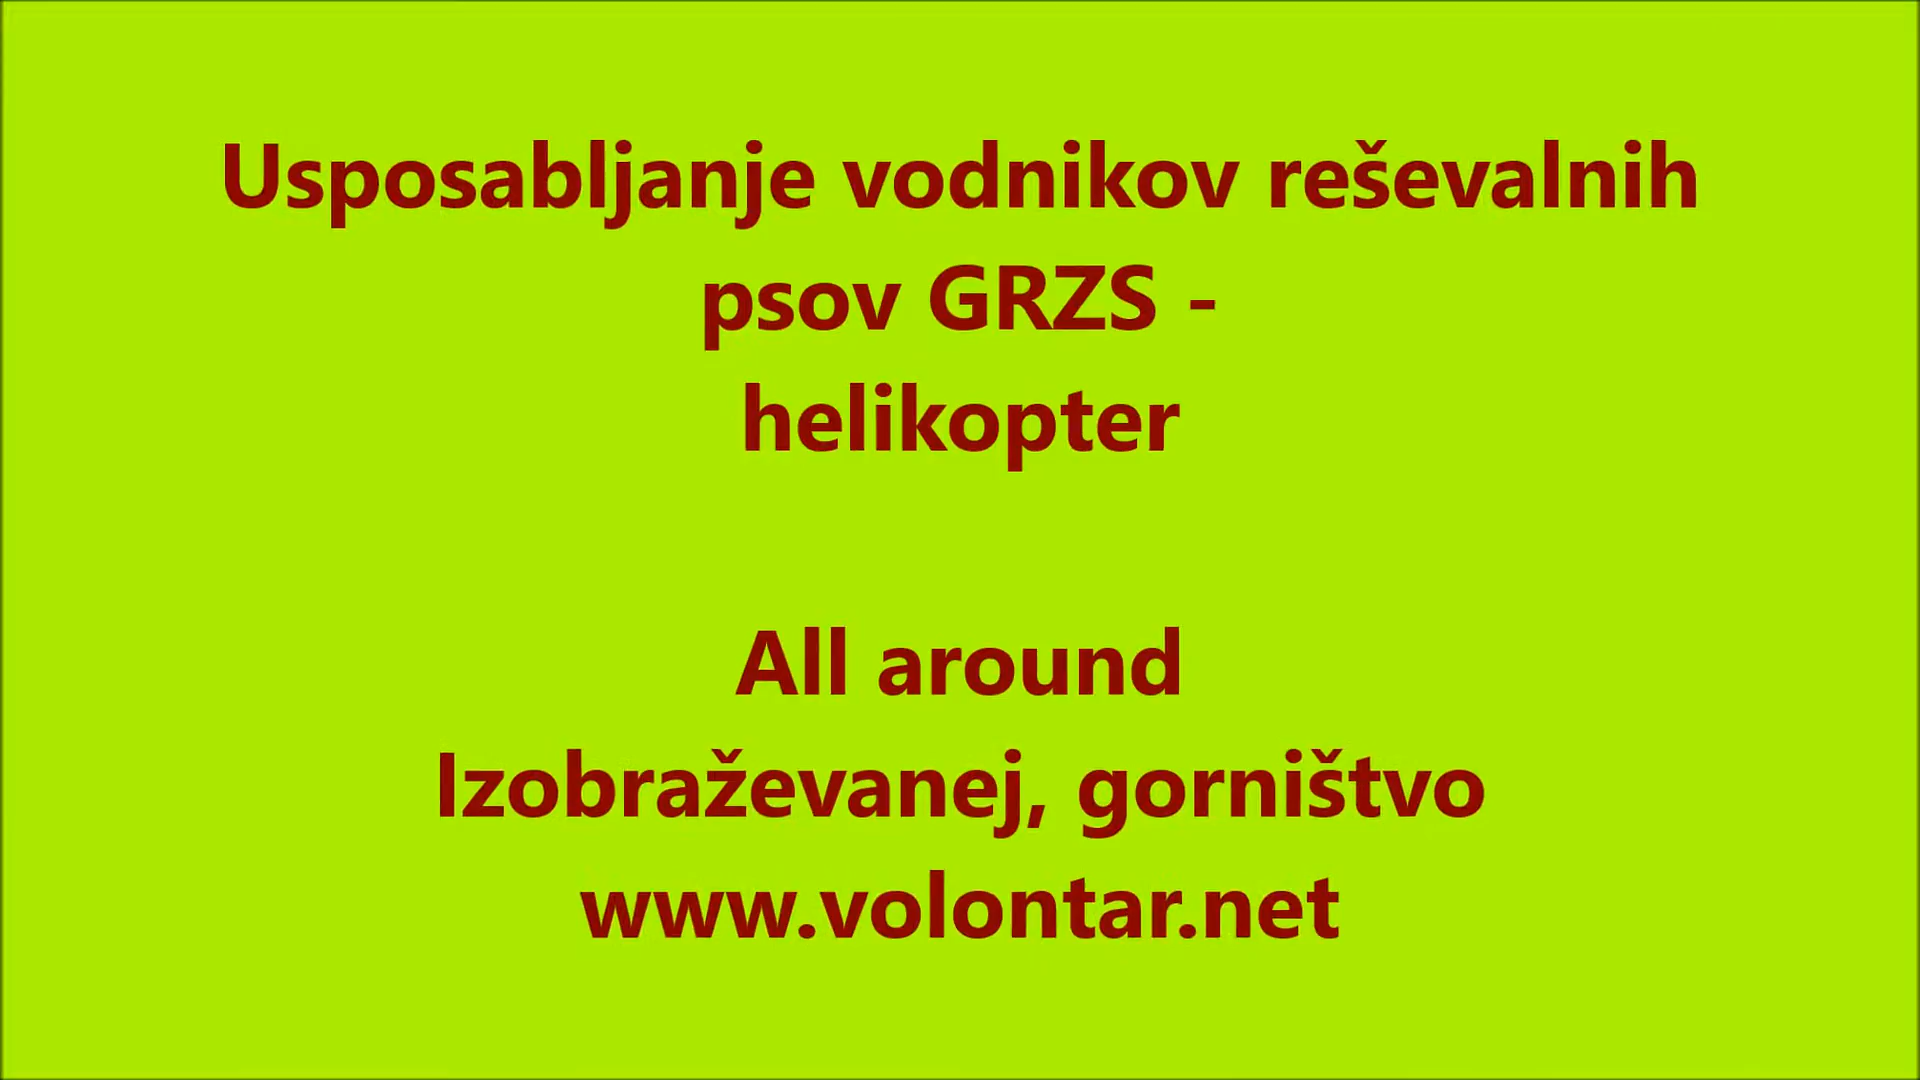 Usposabljanje vodnikov reševalnih
psov GRZS -
helikopter
All around
Izobraževanej, gorništvo
www.volontar.net